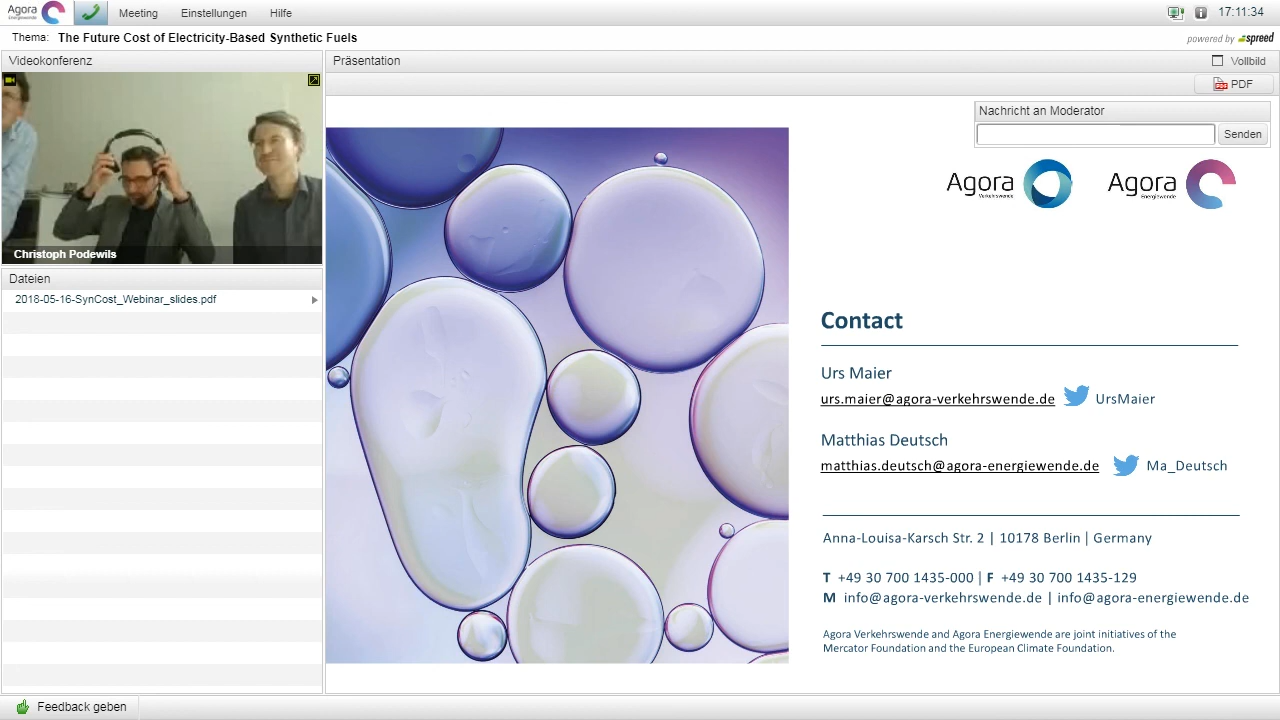 Agora
Energiewende
Meeting
Einstellungen
Hilfe
17:11:34
Thema: The Future Cost of Electricity-Based Synthetic Fuels
powered by spreed
Videokonferenz
Präsentation
Vollbild
PDF
Nachricht an Moderator
Senden
Agora
Verkehrswende
Agora
Energiewende
Christoph Podewils
Dateien
2018-05-16-SynCost_Webinar_slides.pdf
Contact
Urs Maier
urs.maier@agora-verkehrswende.de UrsMaier
Matthias Deutsch
matthias.deutsch@agora-energiewende.de Ma_Deutsch
Anna-Louisa-Karsch Str. 2 | 10178 Berlin | Germany
T +49 30 700 1435-000 | F +49 30 700 1435-129
M info@agora-verkehrswende.de | info@agora-energiewende.de
Agora Verkehrswende and Agora Energiewende are joint initiatives of the
Mercator Foundation and the European Climate Foundation.
Feedback geben